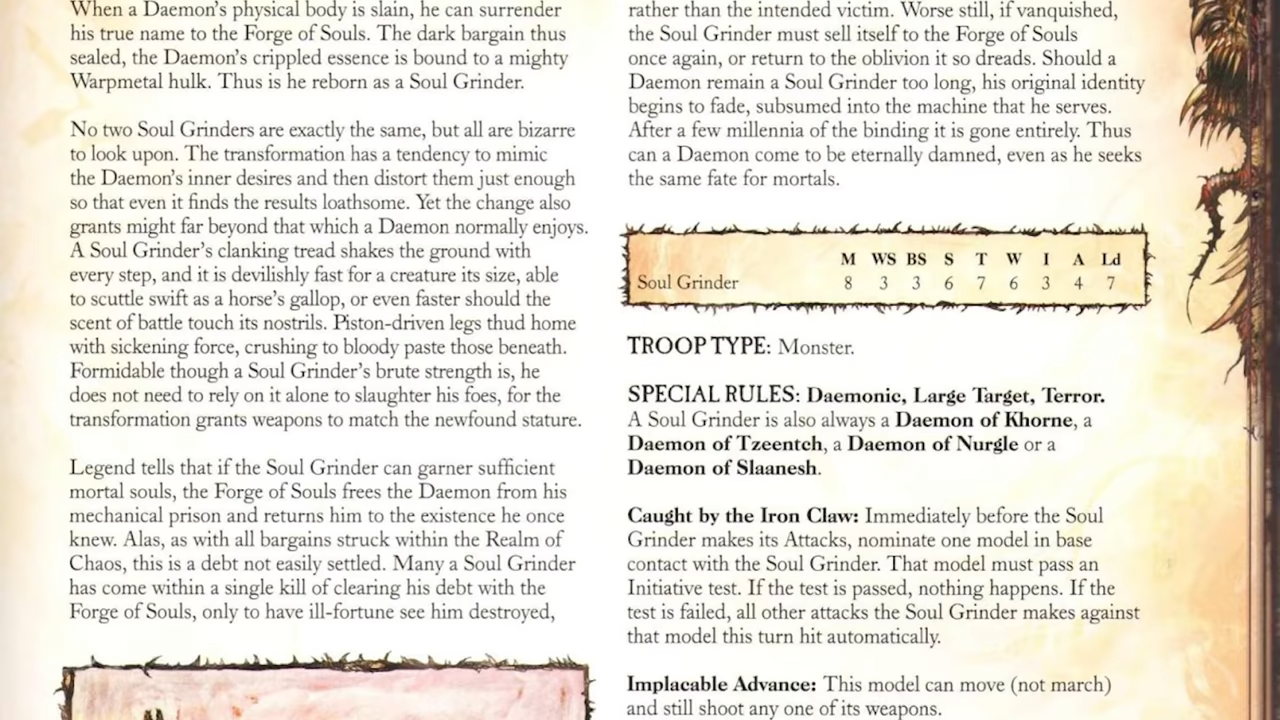 When a Daemon's physical body is slain, he can surrender
his true name to the Forge of Souls. The dark bargain thus
sealed, the Daemon's crippled essence is bound to a mighty
Warpmetal hulk. Thus is he reborn as a Soul Grinder.
No two Soul Grinders are exactly the same, but all are bizarre
to look upon. The transformation has a tendency to mimic
the Daemon's inner desires and then distort them just enough
so that even it finds the results loathsome. Yet the change also
grants might far beyond that which a Daemon normally enjoys.
A Soul Grinder's clanking tread shakes the ground with
every step, and it is devilishly fast for a creature its size, able
to scuttle swift as a horse's gallop, or even faster should the
scent of battle touch its nostrils. Piston-driven legs thud home
with sickening force, crushing to bloody paste those beneath.
Formidable though a Soul Grinder's brute strength is, he
does not need to rely on it alone to slaughter his foes, for the
transformation grants weapons to match the newfound stature.
Legend tells that if the Soul Grinder can garner sufficient
mortal souls, the Forge of Souls frees the Daemon from his
mechanical prison and returns him to the existence he once
knew. Alas, as with all bargains struck within the Realm of
Chaos, this is a debt not easily settled. Many a Soul Grinder
has come within a single kill of clearing his debt with the
Forge of Souls, only to have ill-fortune see him destroyed,
rather than the intended victim. Worse still, if vanquished,
the Soul Grinder must sell itself to the Forge of Souls
once again, or return to the oblivion it so dreads. Should a
Daemon remain a Soul Grinder too long, his original identity
begins to fade, subsumed into the machine that he serves.
After a few millennia of the binding it is gone entirely. Thus
can a Daemon come to be eternally damned, even as he seeks
the same fate for mortals.
M WS BS S T W I A Ld
Soul Grinder 8 3 3 6 7 6 3 4 7
TROOP TYPE: Monster.
SPECIAL RULES: Daemonic, Large Target, Terror.
A Soul Grinder is also always a Daemon of Khorne, a
Daemon of Tzeentch, a Daemon of Nurgle or a
Daemon of Slaanesh.
Caught by the Iron Claw: Immediately before the Soul
Grinder makes its Attacks, nominate one model in base
contact with the Soul Grinder. That model must pass an
Initiative test. If the test is passed, nothing happens. If the
test is failed, all other attacks the Soul Grinder makes against
that model this turn hit automatically.
Implacable Advance: This model can move (not march)
and still shoot any one of its weapons.